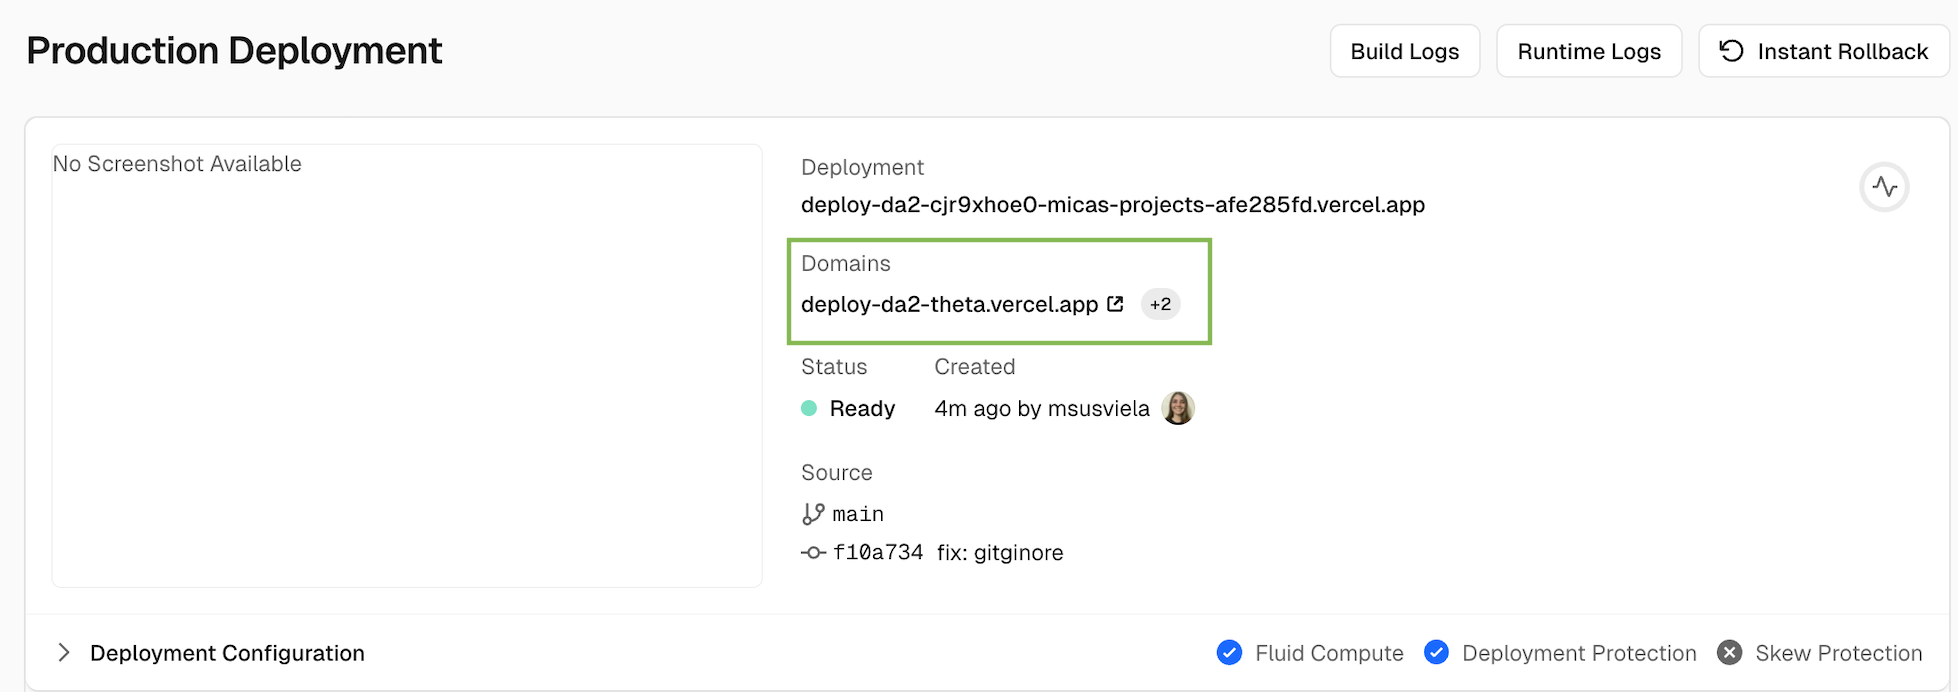 Production Deployment
Build Logs
Runtime Logs
Instant Rollback
No Screenshot Available
Deployment
deploy-da2-cjr9xhoe0-micas-projects-afe285fd.vercel.app
Domains
deploy-da2-theta.vercel.app +2
Status Created
Ready 4m ago by msusviela
Source
main
f10a734 fix: gitginore
Deployment Configuration
Fluid Compute
Deployment Protection
Skew Protection